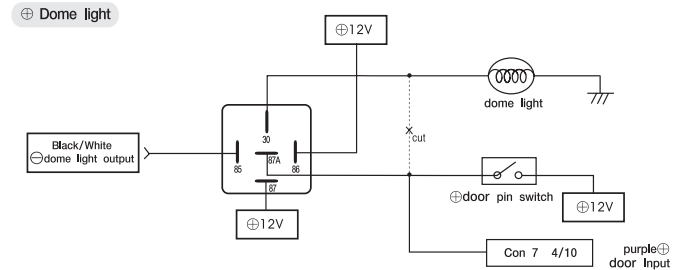 ⊕ Dome light
⊕12V
dome light
Black/White
⊖dome light output
30
87A
85
86
87
cut
⊕door pin switch
⊕12V
⊕12V
Con 7 4/10
purple⊕
door Input